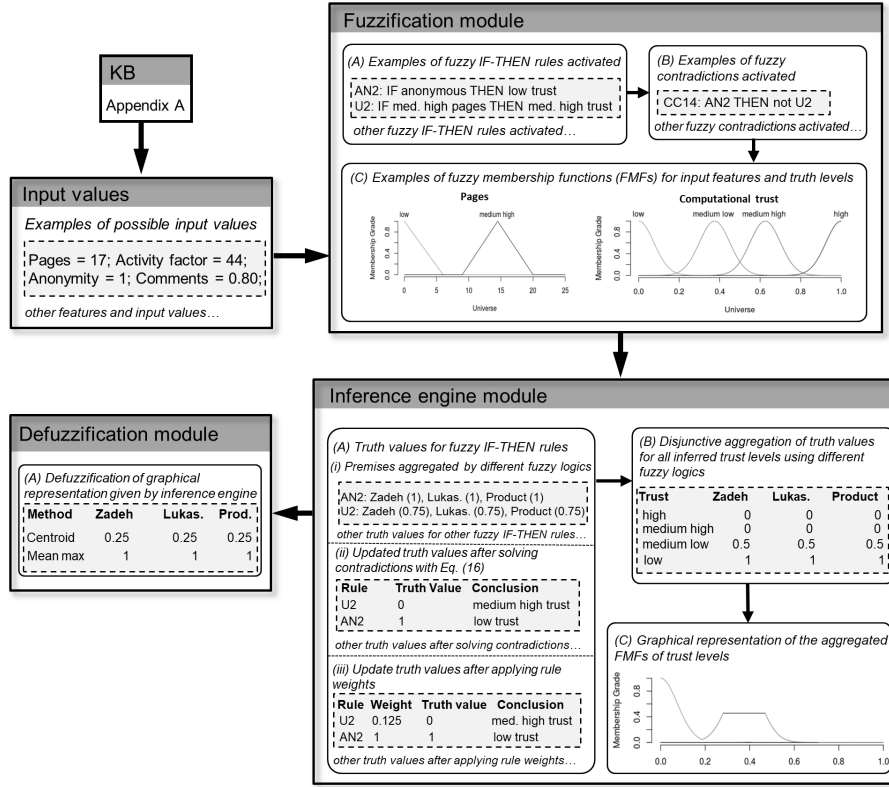 KB
Appendix A
Input values
Examples of possible input values
Pages = 17; Activity factor = 44;
Anonymity = 1; Comments = 0.80;
other features and input values…
Fuzzification module
(A) Examples of fuzzy IF-THEN rules activated
AN2: IF anonymous THEN low trust
U2: IF med. high pages THEN med. high trust
other fuzzy IF-THEN rules activated…
(B) Examples of fuzzy
contradictions activated
CC14: AN2 THEN not U2
other fuzzy contradictions activated…
(C) Examples of fuzzy membership functions (FMFs) for input features and truth levels
Pages
low
medium high
Membership Grade
0.0 0.4 0.8
0 5 10 15 20 25
Universe
Computational trust
low medium low medium high high
Membership Grade
0.0 0.4 0.8
0.0 0.2 0.4 0.6 0.8 1.0
Universe
Inference engine module
(A) Truth values for fuzzy IF-THEN rules
(i) Premises aggregated by different fuzzy logics
AN2: Zadeh (1), Lukas. (1), Product (1)
U2: Zadeh (0.75), Lukas. (0.75), Product (0.75)
other truth values for other fuzzy IF-THEN rules…
(ii) Updated truth values after solving
contradictions with Eq. (16)
Rule Truth Value Conclusion
U2 0 medium high trust
AN2 1 low trust
other truth values after solving contradictions…
(iii) Update truth values after applying rule
weights
Rule Weight Truth value Conclusion
U2 0.125 0 med. high trust
AN2 1 1 low trust
other truth values after applying rule weights…
(B) Disjunctive aggregation of truth values
for all inferred trust levels using different
fuzzy logics
Trust Zadeh Lukas. Product
high 0 0 0
medium high 0 0 0
medium low 0.5 0.5 0.5
low 1 1 1
(C) Graphical representation of the aggregated
FMFs of trust levels
Membership Grade
0.0 0.4 0.8
0.0 0.2 0.4 0.6 0.8 1.0
Defuzzification module
(A) Defuzzification of graphical
representation given by inference engine
Method Zadeh Lukas. Prod.
Centroid 0.25 0.25 0.25
Mean max 1 1 1